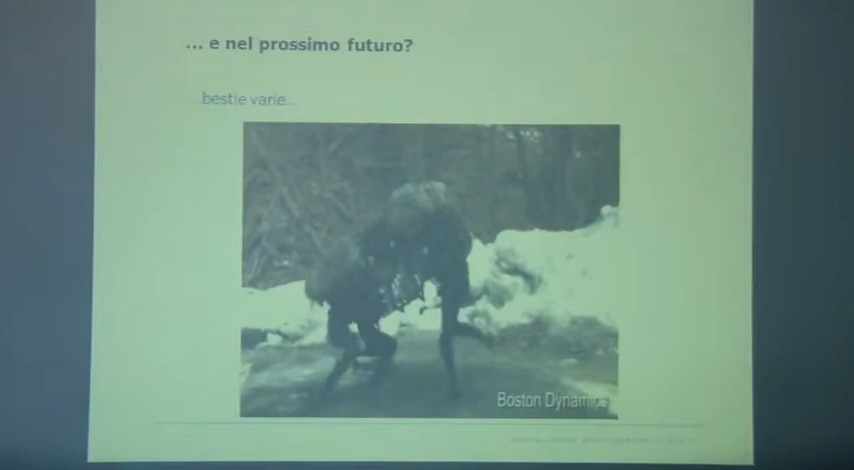 ... e nel prossimo futuro?
...bestie varie...
Boston Dynamics